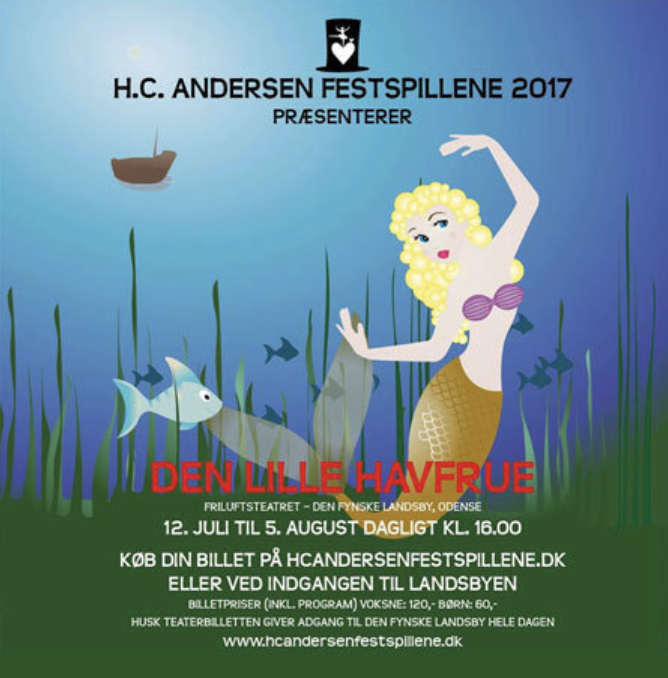 H.C. ANDERSEN FESTSPILLENE 2017
PRÆSENTERER
DEN LILLE HAVFRUE
FRILUFTSTEATRET – DEN FYNSKE LANDSBY, ODENSE
12. JULI TIL 5. AUGUST DAGLIGT KL. 16.00
KØB DIN BILLET PÅ HCANDERSENFESTSPILLENE.DK
ELLER VED INDGANGEN TIL LANDSBYEN
BILLETPRISER (INKL. PROGRAM) VOKSNE: 120,- BØRN: 60,-
HUSK TEATERBILLETTEN GIVER ADGANG TIL DEN FYNSKE LANDSBY HELE DAGEN
www.hcandersenfestspillene.dk